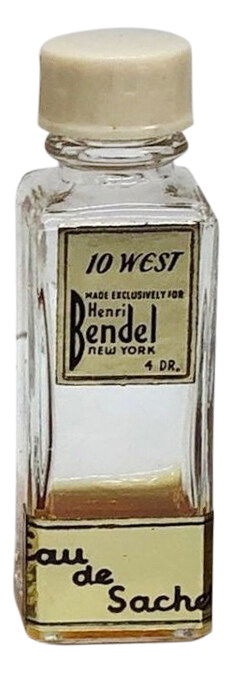 10 WEST
MADE EXCLUSIVELY FOR
Henri
Bendel
NEW YORK
4 DR.
Eau
de
Sache